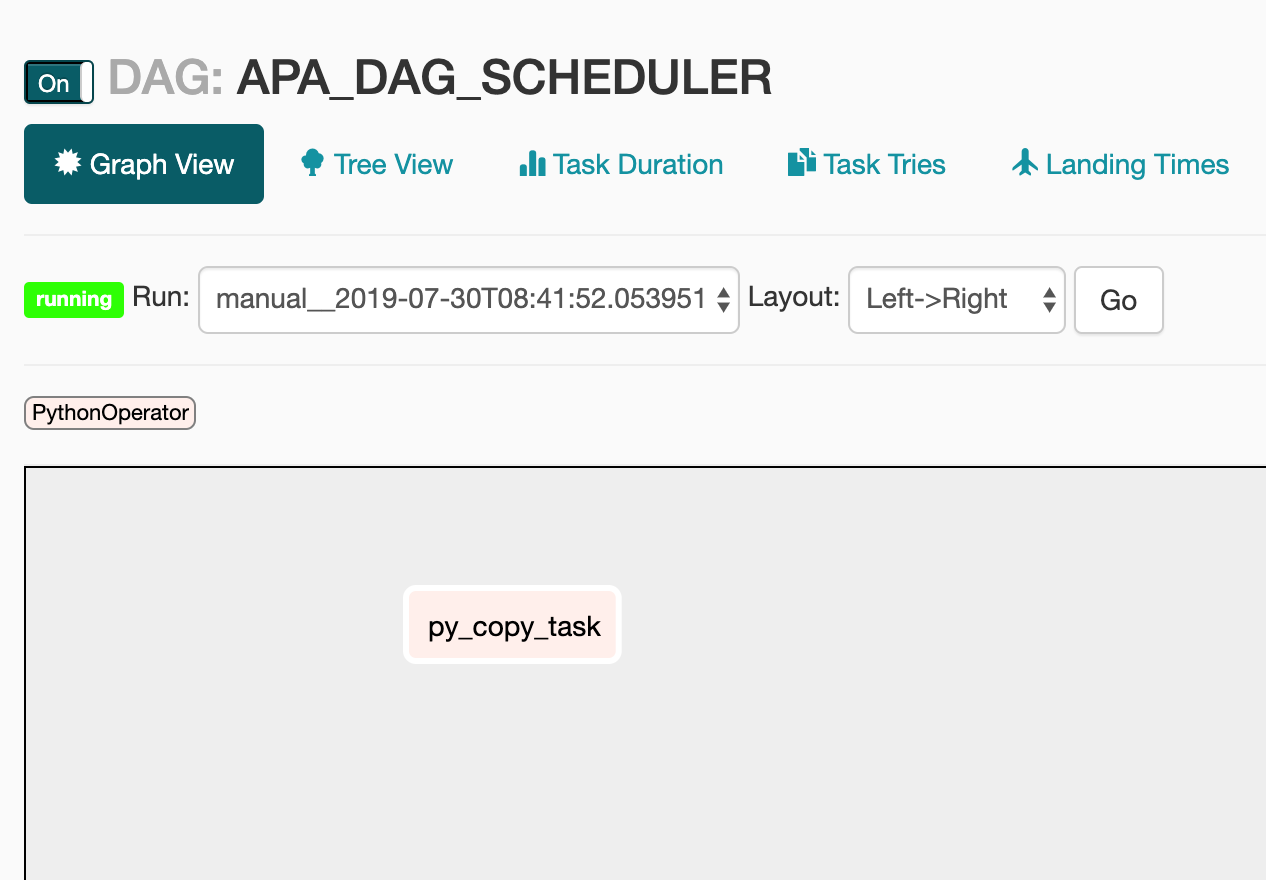 On DAG: APA_DAG_SCHEDULER
Graph View Tree View Task Duration Task Tries Landing Times
running Run: manual__2019-07-30T08:41:52.053951 Layout: Left->Right Go
PythonOperator
py_copy_task